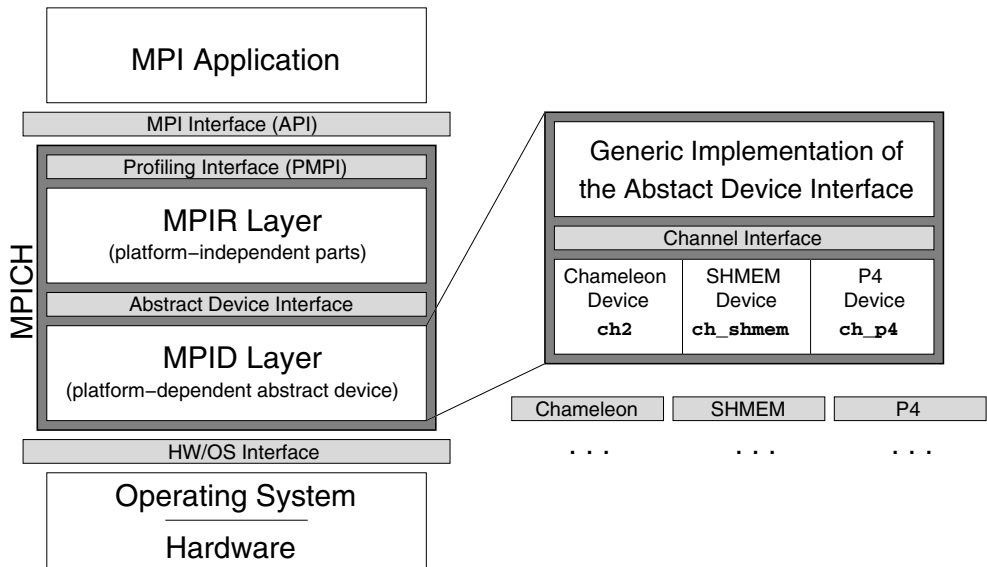 MPI Application
MPI Interface (API)
Profiling Interface (PMPI)
MPIR Layer
(platform−independent parts)
Abstract Device Interface
MPID Layer
(platform−dependent abstract device)
MPICH
HW/OS Interface
Operating System
Hardware
Generic Implementation of
the Abstact Device Interface
Channel Interface
Chameleon
Device
ch2
SHMEM
Device
ch_shmem
P4
Device
ch_p4
Chameleon
SHMEM
P4
. . .
. . .
. . .